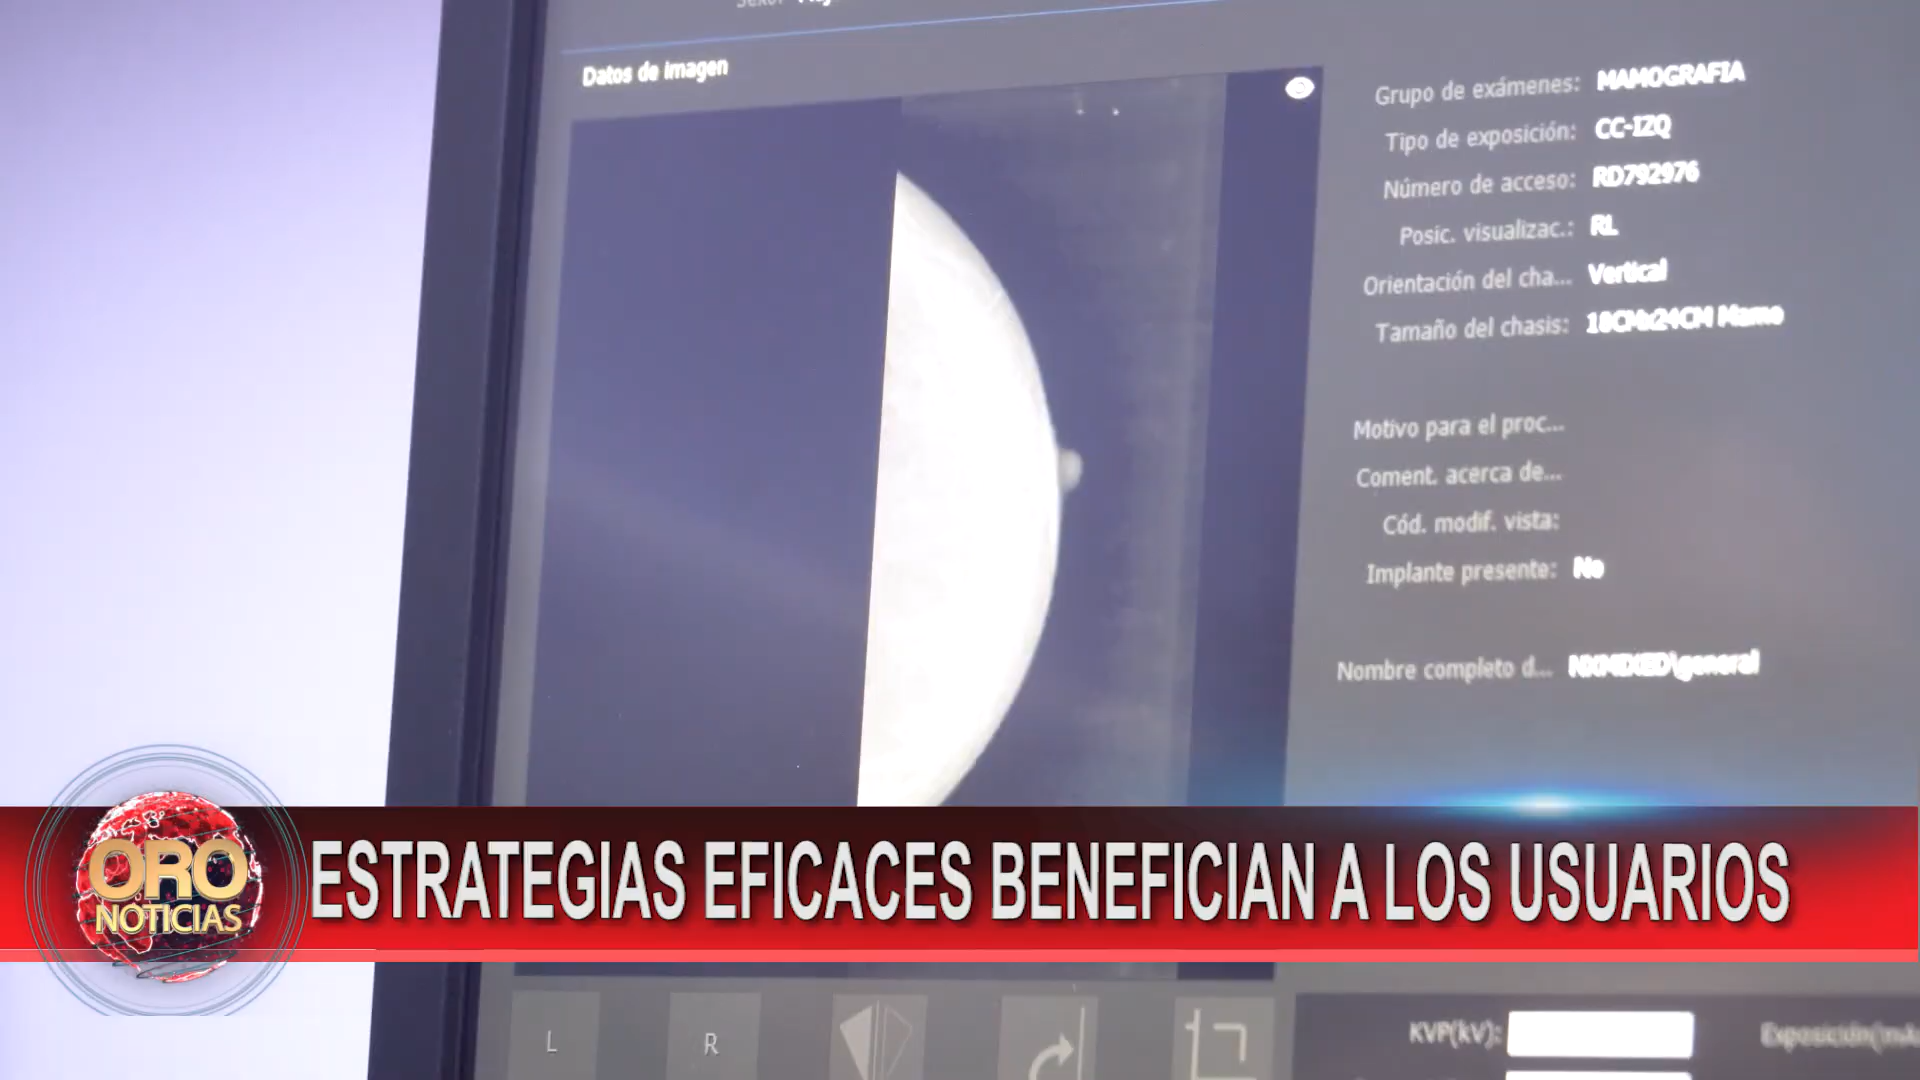 Datos de imagen
Grupo de exámenes: MAMOGRAFIA
Tipo de exposición: CC-IZQ
Número de acceso: RD792976
Posic. visualizac.: RL
Orientación del cha... Vertical
Tamaño del chasis: 18CMx24CM Mamo
Motivo para el proc...
Coment. acerca de...
Cód. modif. vista:
Implante presente: No
Nombre completo d... NXMIXED\general
ORO
NOTICIAS
ESTRATEGIAS EFICACES BENEFICIAN A LOS USUARIOS
L
R
KVP(kV):